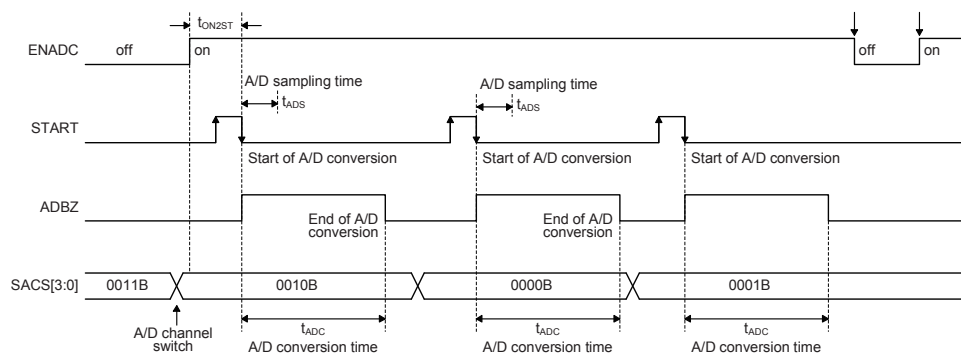 tON2ST
ENADC
off
on
off
on
A/D sampling time
tADS
A/D sampling time
tADS
START
Start of A/D conversion
Start of A/D conversion
Start of A/D conversion
ADBZ
End of A/D
conversion
End of A/D
conversion
SACS[3:0]
0011B
0010B
0000B
0001B
A/D channel
switch
tADC
A/D conversion time
tADC
A/D conversion time
tADC
A/D conversion time